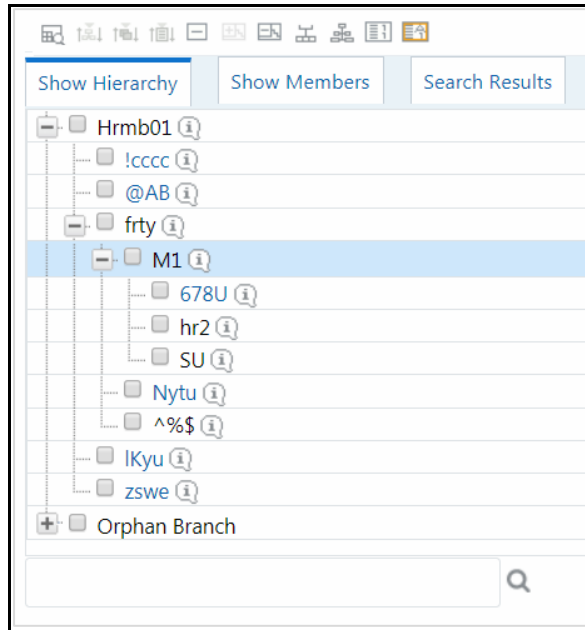 Show Hierarchy Show Members Search Results
Hrmb01
!cccc
@AB
frty
M1
678U
hr2
SU
Nytu
^%$
lKyu
zswe
Orphan Branch